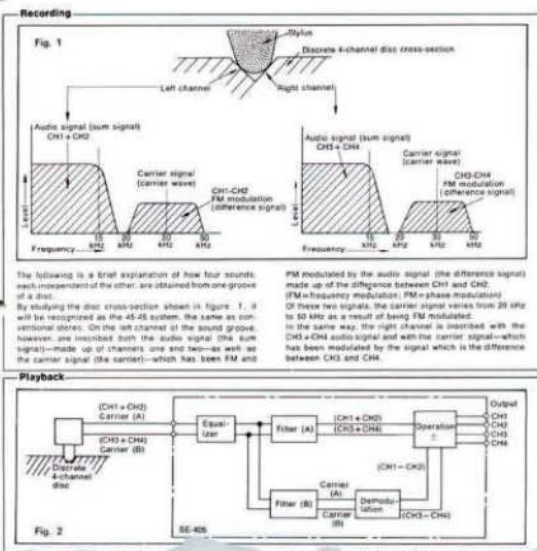 Recording
Fig. 1
Stylus
Discrete 4-channel disc cross-section
Left channel
Right channel
Audio signal (sum signal)
CH1 + CH2
Carrier signal
(carrier wave)
CH1-CH2
FM modulation
(difference signal)
Level
Frequency
15 kHz
20 kHz
30 kHz
50 kHz
Audio signal (sum signal)
CH3 + CH4
Carrier signal
(carrier wave)
CH3-CH4
FM modulation
(difference signal)
Level
Frequency
15 kHz
20 kHz
30 kHz
50 kHz
The following is a brief explanation of how four sounds,
each independent of the other, are obtained from one groove
of a disc.
By studying the disc cross-section shown in figure 1, it
will be recognized as the 45-45 system, the same as con-
ventional stereo. On the left channel of the sound groove,
however, are inscribed both the audio signal (the sum
signal)—made up of channels one and two—as well as
the carrier signal (the carrier)—which has been FM and
PM modulated by the audio signal (the difference signal)
made up of the difference between CH1 and CH2.
(FM=frequency modulation; PM=phase modulation)
Of these two signals, the carrier signal varies from 20 kHz
to 50 kHz as a result of being FM modulated.
In the same way, the right channel is inscribed with the
CH3+CH4 audio signal and with the carrier signal—which
has been modulated by the signal which is the difference
between CH3 and CH4.
Playback
(CH1+CH2)
Carrier (A)
(CH3+CH4)
Carrier (B)
Discrete
4-channel
disc
Equal-
izer
Filter (A)
(CH1+CH2)
(CH3+CH4)
Operation
±
Output
CH1
CH2
CH3
CH4
(CH1-CH2)
Filter (B)
Carrier
(A)
Carrier
(B)
Demodu-
lation
(CH3-CH4)
Fig. 2
SE-405